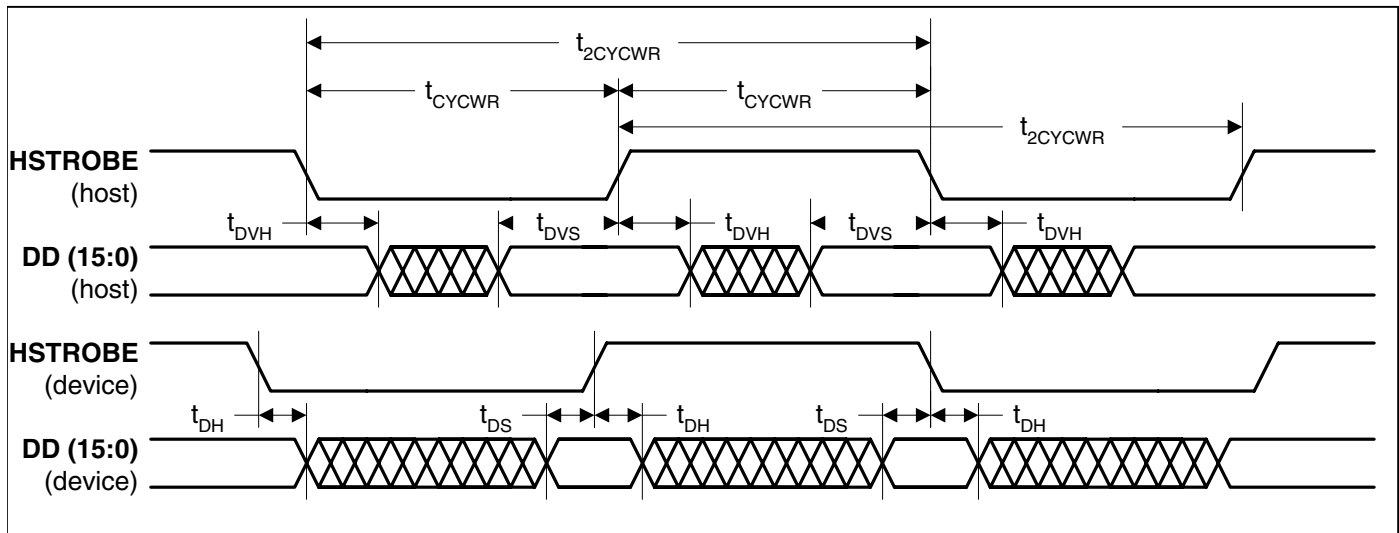 t2CYCWR
tCYCWR tCYCWR
t2CYCWR
HSTROBE
(host)
tDVH tDVS tDVH tDVS tDVH
DD (15:0)
(host)
HSTROBE
(device)
tDH tDS tDH tDS tDH
DD (15:0)
(device)